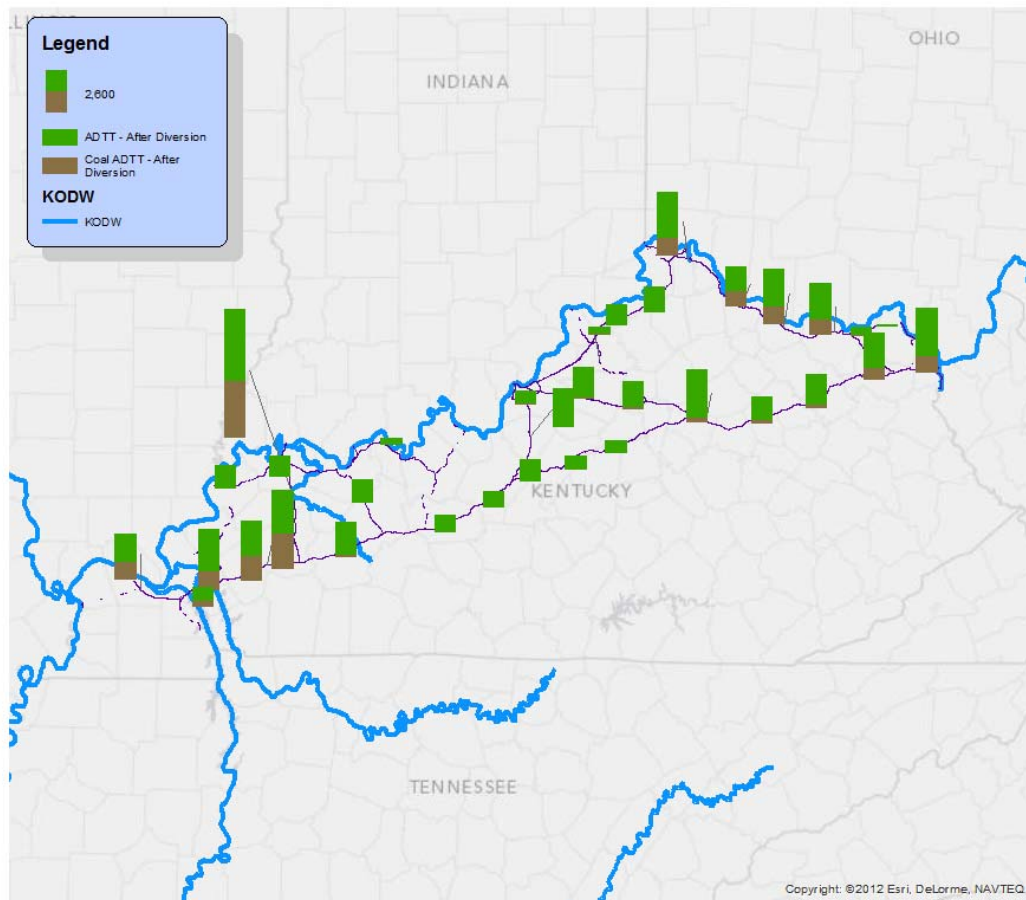 Legend
2,600
ADTT - After Diversion
Coal ADTT - After
Diversion
KODW
KODW
INDIANA
OHIO
KENTUCKY
TENNESSEE
Copyright: ©2012 Esri, DeLorme, NAVTEQ